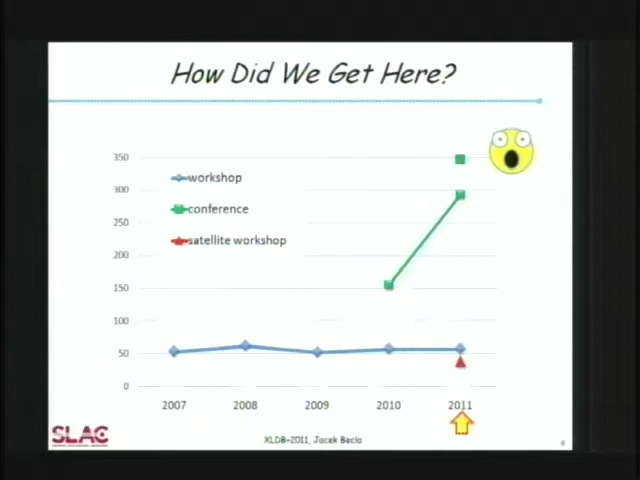 How Did We Get Here?
350
300
250
200
150
100
50
0
workshop
conference
satellite workshop
2007 2008 2009 2010 2011
SLAC
XLDB-2011, Jacek Becla
6